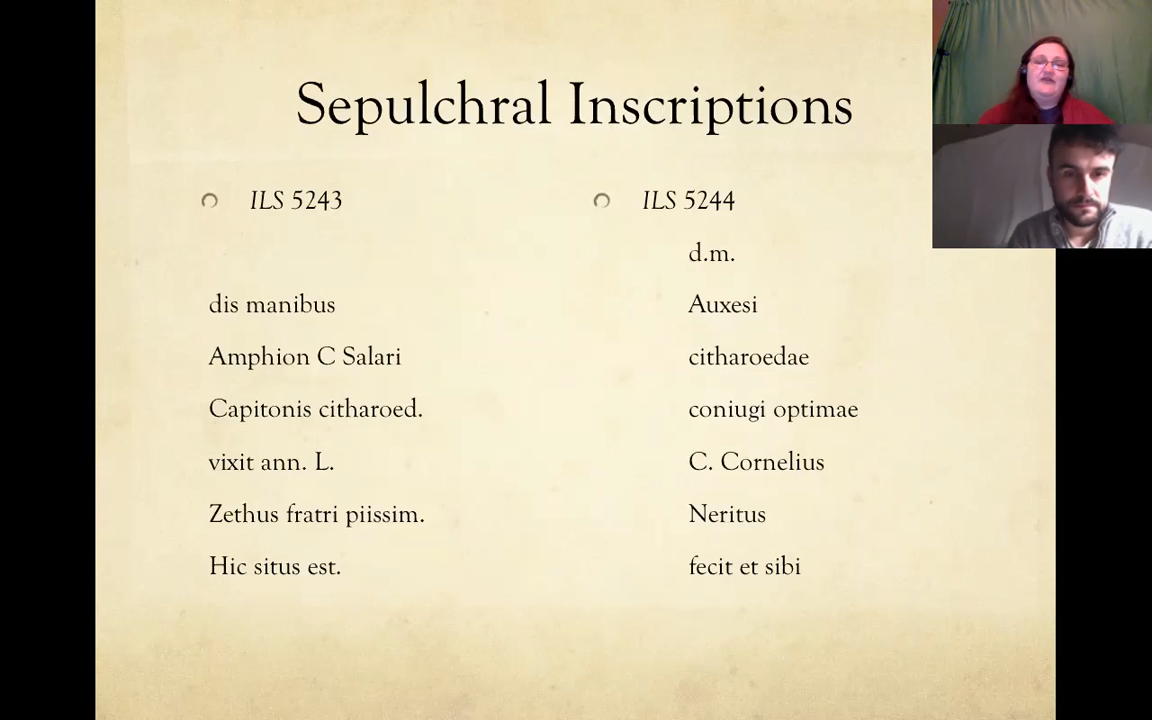 Sepulchral Inscriptions
ILS 5243
dis manibus
Amphion C Salari
Capitonis citharoed.
vixit ann. L.
Zethus fratri piissim.
Hic situs est.
ILS 5244
d.m.
Auxesi
citharoedae
coniugi optimae
C. Cornelius
Neritus
fecit et sibi